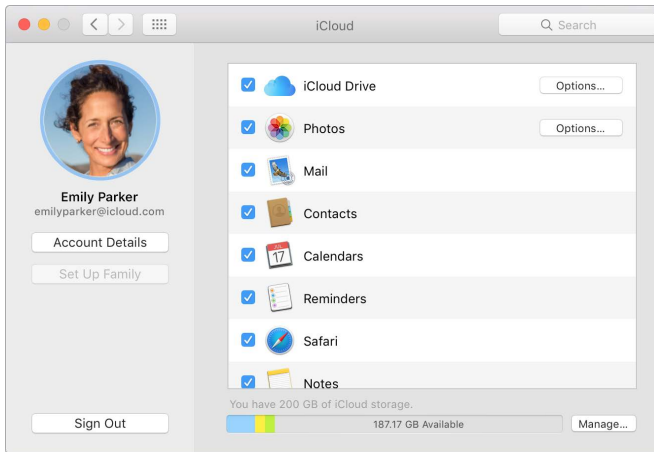 iCloud
Search
Emily Parker
emilyparker@icloud.com
Account Details
Set Up Family
Sign Out
iCloud Drive
Options...
Photos
Options...
Mail
Contacts
JUL
17
Calendars
Reminders
Safari
Notes
You have 200 GB of iCloud storage.
187.17 GB Available
Manage...